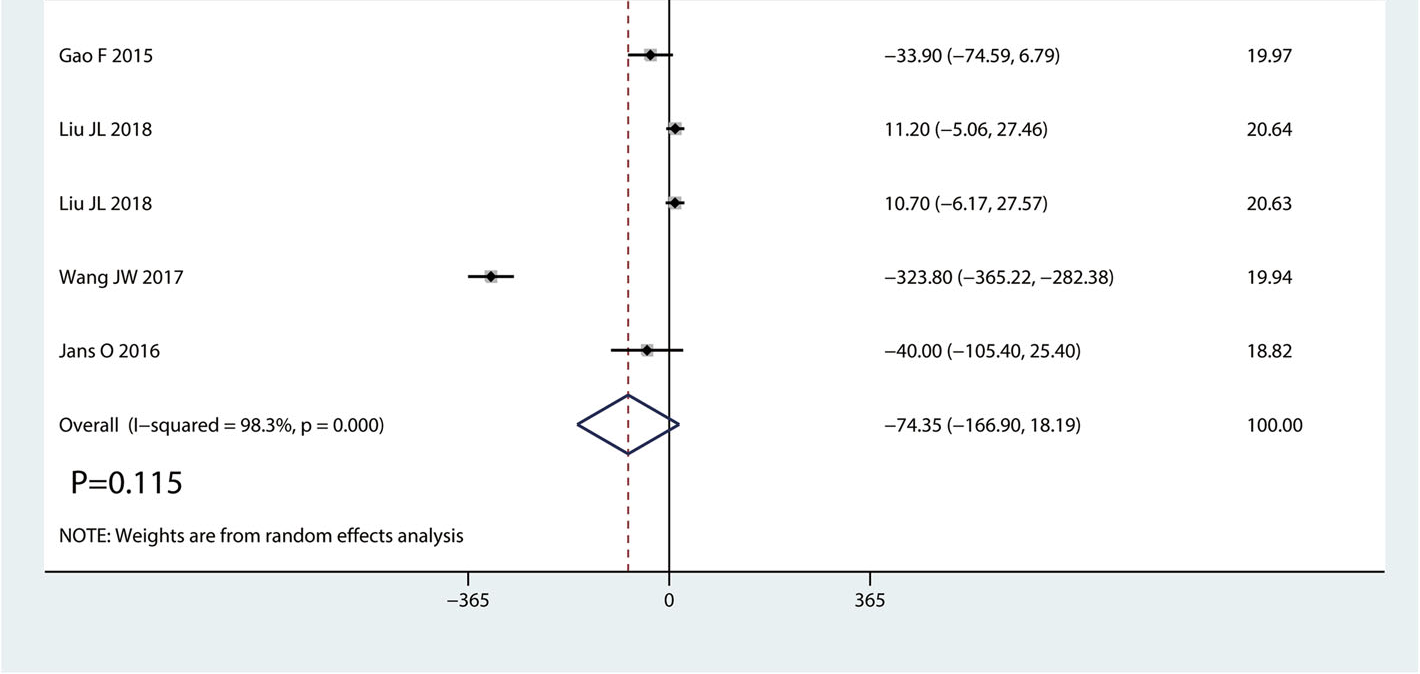 Gao F 2015 −33.90 (−74.59, 6.79) 19.97
Liu JL 2018 11.20 (−5.06, 27.46) 20.64
Liu JL 2018 10.70 (−6.17, 27.57) 20.63
Wang JW 2017 −323.80 (−365.22, −282.38) 19.94
Jans O 2016 −40.00 (−105.40, 25.40) 18.82
Overall (I−squared = 98.3%, p = 0.000) −74.35 (−166.90, 18.19) 100.00
P=0.115
NOTE: Weights are from random effects analysis
−365 0 365